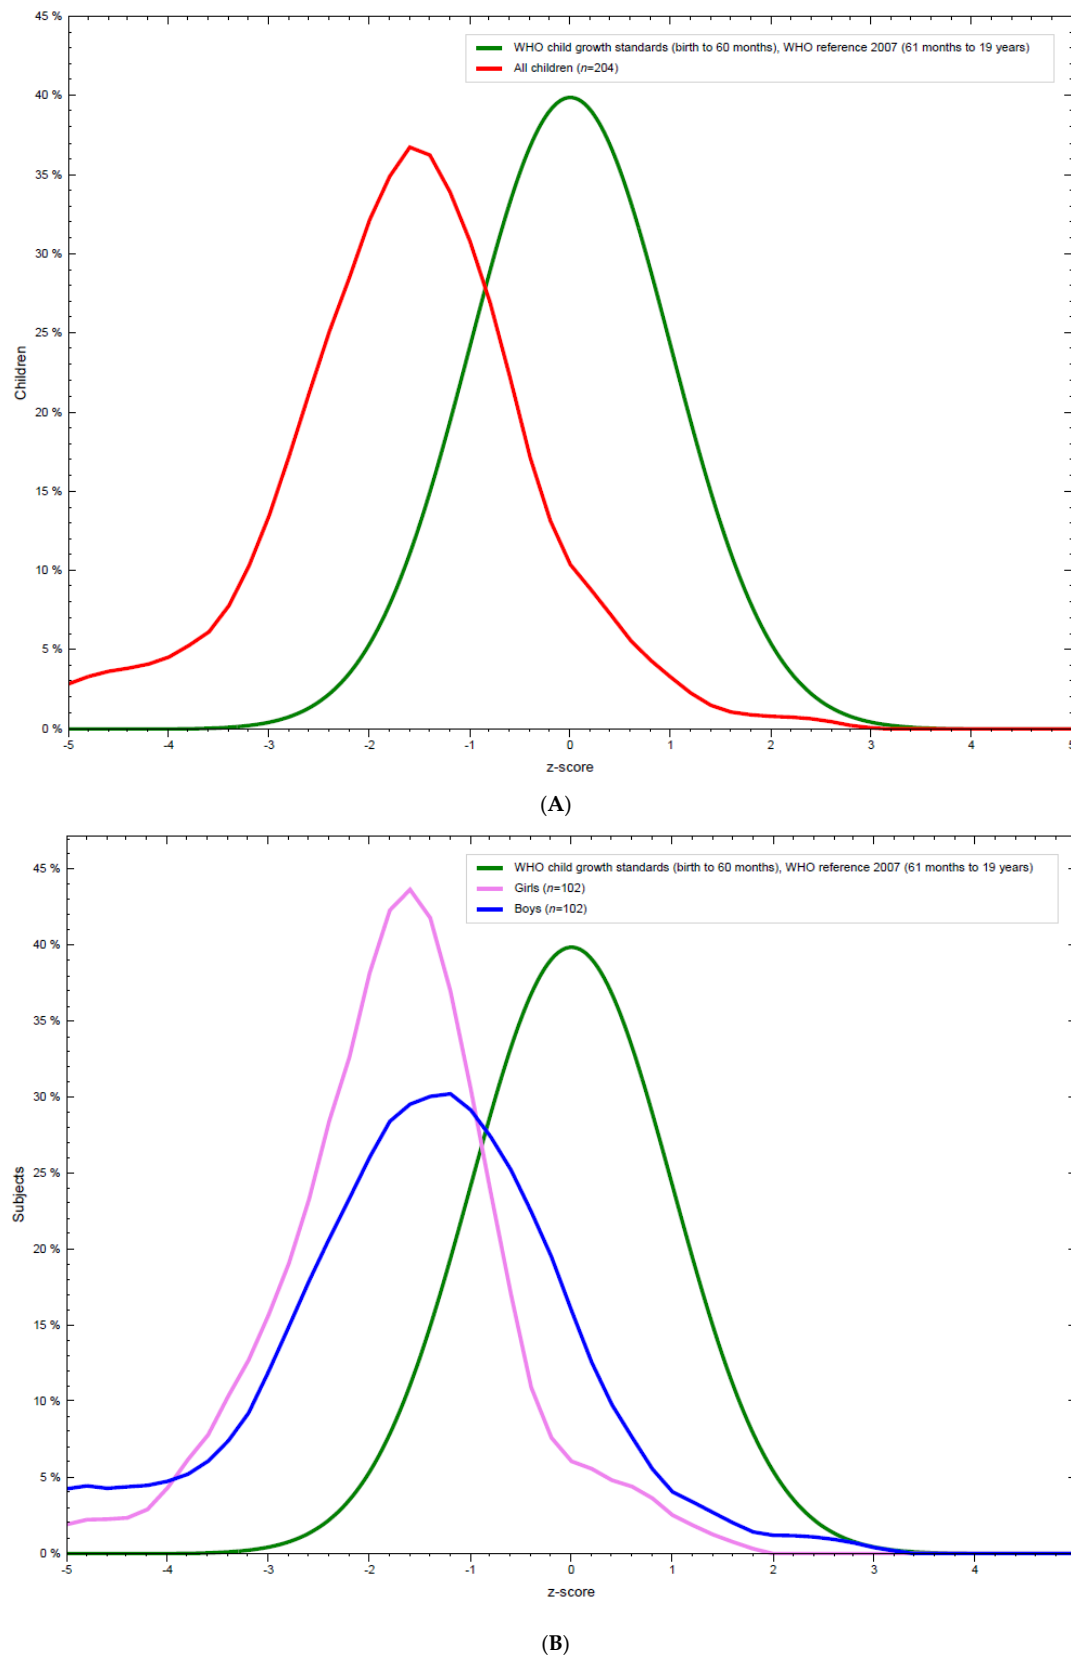 45 %
WHO child growth standards (birth to 60 months), WHO reference 2007 (61 months to 19 years)
All children (n=204)
40 %
35 %
30 %
25 %
Children
20 %
15 %
10 %
5 %
0 %
-5 -4 -3 -2 -1 0 1 2 3 4 5
z-score
(A)
45 %
WHO child growth standards (birth to 60 months), WHO reference 2007 (61 months to 19 years)
Girls (n=102)
Boys (n=102)
40 %
35 %
30 %
25 %
Subjects
20 %
15 %
10 %
5 %
0 %
-5 -4 -3 -2 -1 0 1 2 3 4 5
z-score
(B)